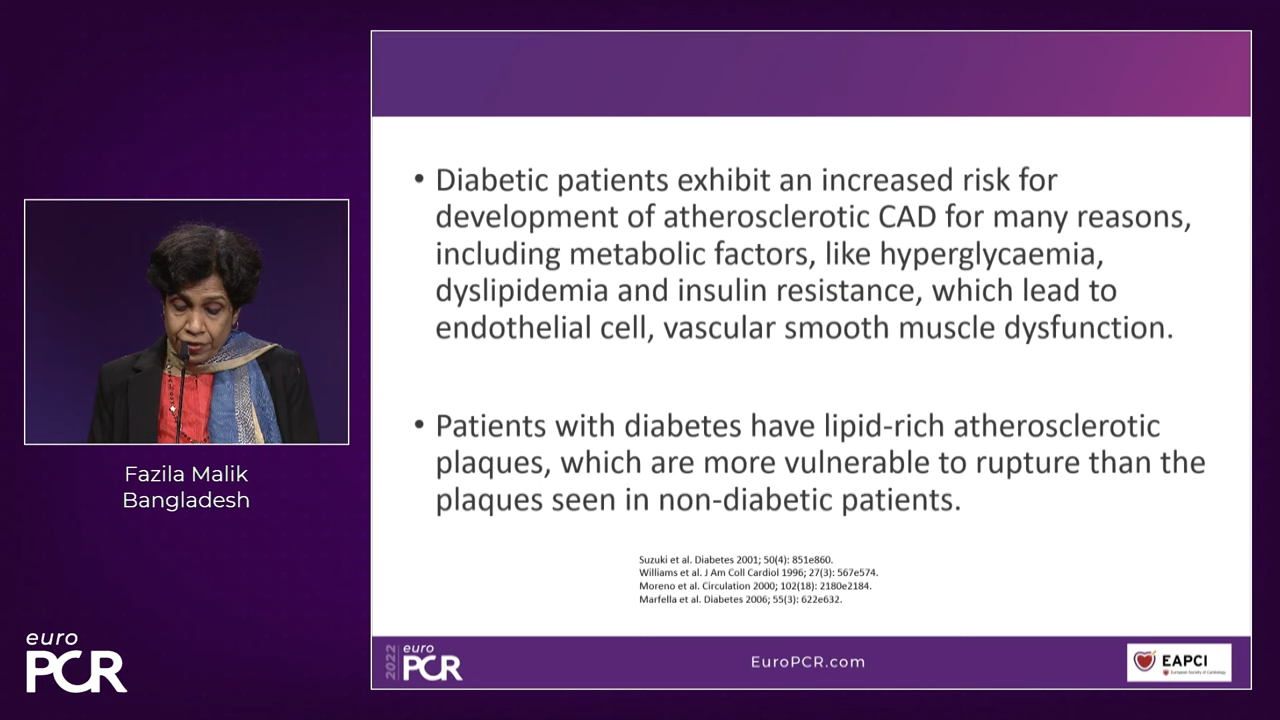 Fazila Malik
Bangladesh
euro
PCR
• Diabetic patients exhibit an increased risk for
development of atherosclerotic CAD for many reasons,
including metabolic factors, like hyperglycaemia,
dyslipidemia and insulin resistance, which lead to
endothelial cell, vascular smooth muscle dysfunction.
• Patients with diabetes have lipid-rich atherosclerotic
plaques, which are more vulnerable to rupture than the
plaques seen in non-diabetic patients.
Suzuki et al. Diabetes 2001; 50(4): 851e860.
Williams et al. J Am Coll Cardiol 1996; 27(3): 567e574.
Moreno et al. Circulation 2000; 102(18): 2180e2184.
Marfella et al. Diabetes 2006; 55(3): 622e632.
2022
euro
PCR
EuroPCR.com
EAPCI
European Society of Cardiology